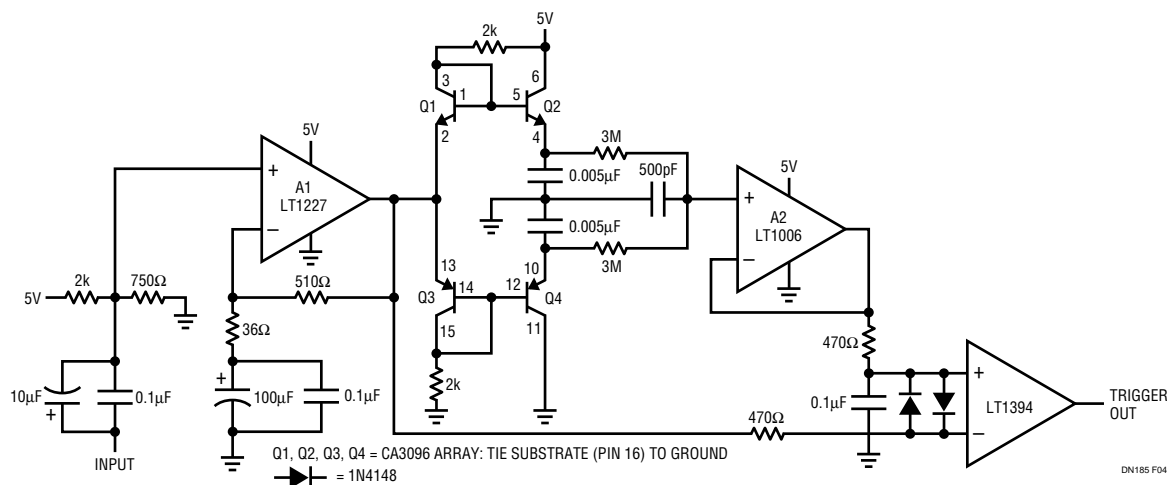 5V
2k
6
3
1
5
Q1
Q2
2
4
5V
3M
500pF
0.005µF
5V
+
A1
LT1227
−
+
A2
LT1006
−
0.005µF
3M
13
10
14
12
Q3
Q4
15
11
2k
5V
2k
750Ω
510Ω
36Ω
470Ω
10µF
+
0.1µF
+
100µF
0.1µF
470Ω
0.1µF
+
LT1394
−
TRIGGER
OUT
INPUT
Q1, Q2, Q3, Q4 = CA3096 ARRAY: TIE SUBSTRATE (PIN 16) TO GROUND
= 1N4148
DN185 F04